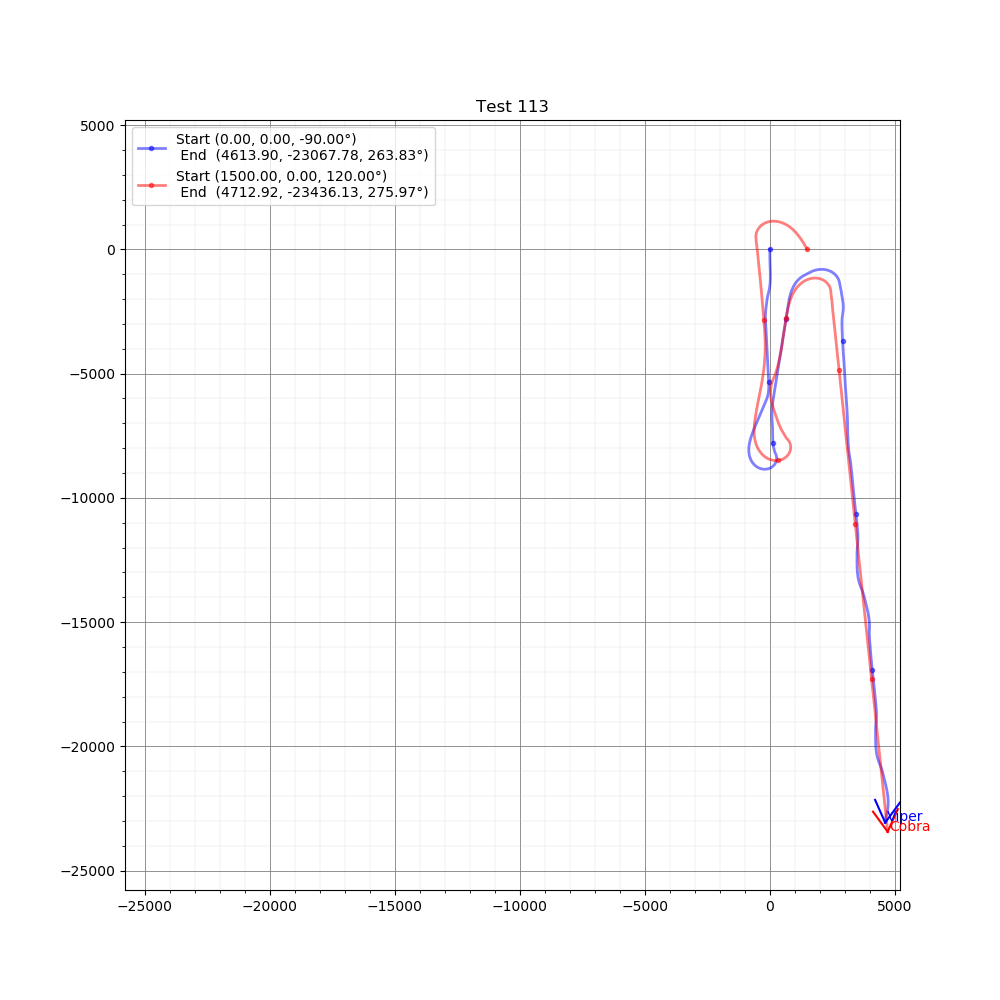 Test 113
Start (0.00, 0.00, -90.00°)
End (4613.90, -23067.78, 263.83°)
Start (1500.00, 0.00, 120.00°)
End (4712.92, -23436.13, 275.97°)
5000
0
−5000
−10000
−15000
−20000
−25000
Viper
Cobra
−25000 −20000 −15000 −10000 −5000 0 5000